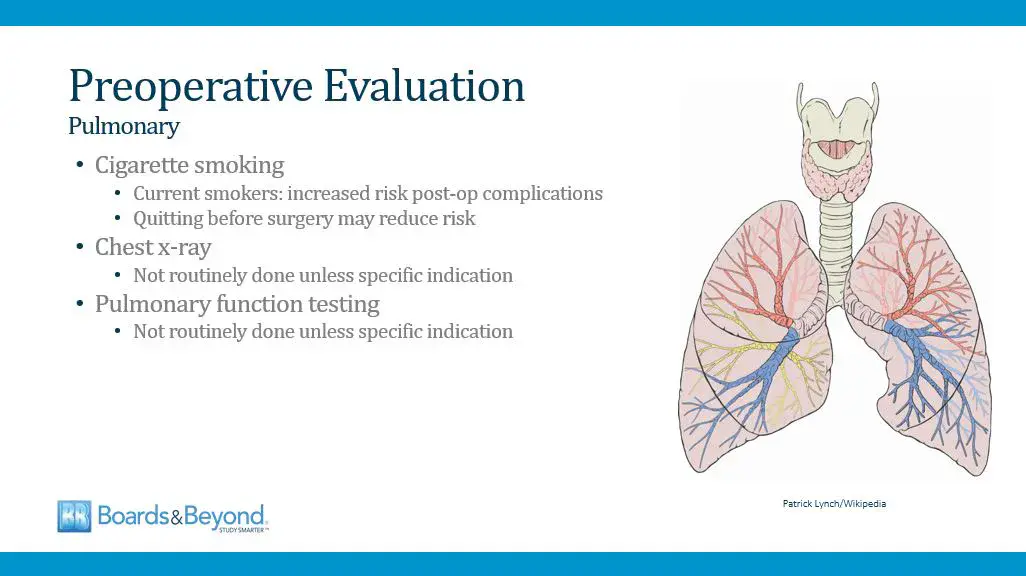 Preoperative Evaluation
Pulmonary
• Cigarette smoking
• Current smokers: increased risk post-op complications
• Quitting before surgery may reduce risk
• Chest x-ray
• Not routinely done unless specific indication
• Pulmonary function testing
• Not routinely done unless specific indication
Patrick Lynch/Wikipedia
BB Boards&Beyond®
STUDY SMARTER™